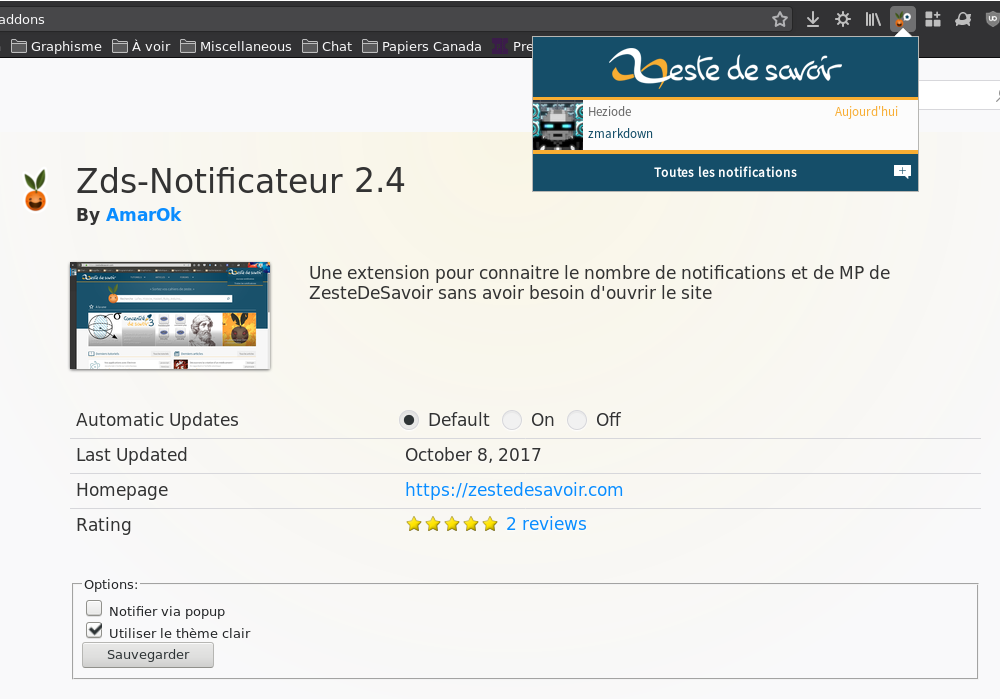 addons
Graphisme À voir Miscellaneous Chat Papiers Canada Pre
Zeste de savoir
Heziode Aujourd'hui
zmarkdown
Toutes les notifications
Zds-Notificateur 2.4
By AmarOk
Une extension pour connaitre le nombre de notifications et de MP de
ZesteDeSavoir sans avoir besoin d'ouvrir le site
Automatic Updates Default On Off
Last Updated October 8, 2017
Homepage https://zestedesavoir.com
Rating 2 reviews
Options:
Notifier via popup
Utiliser le thème clair
Sauvegarder